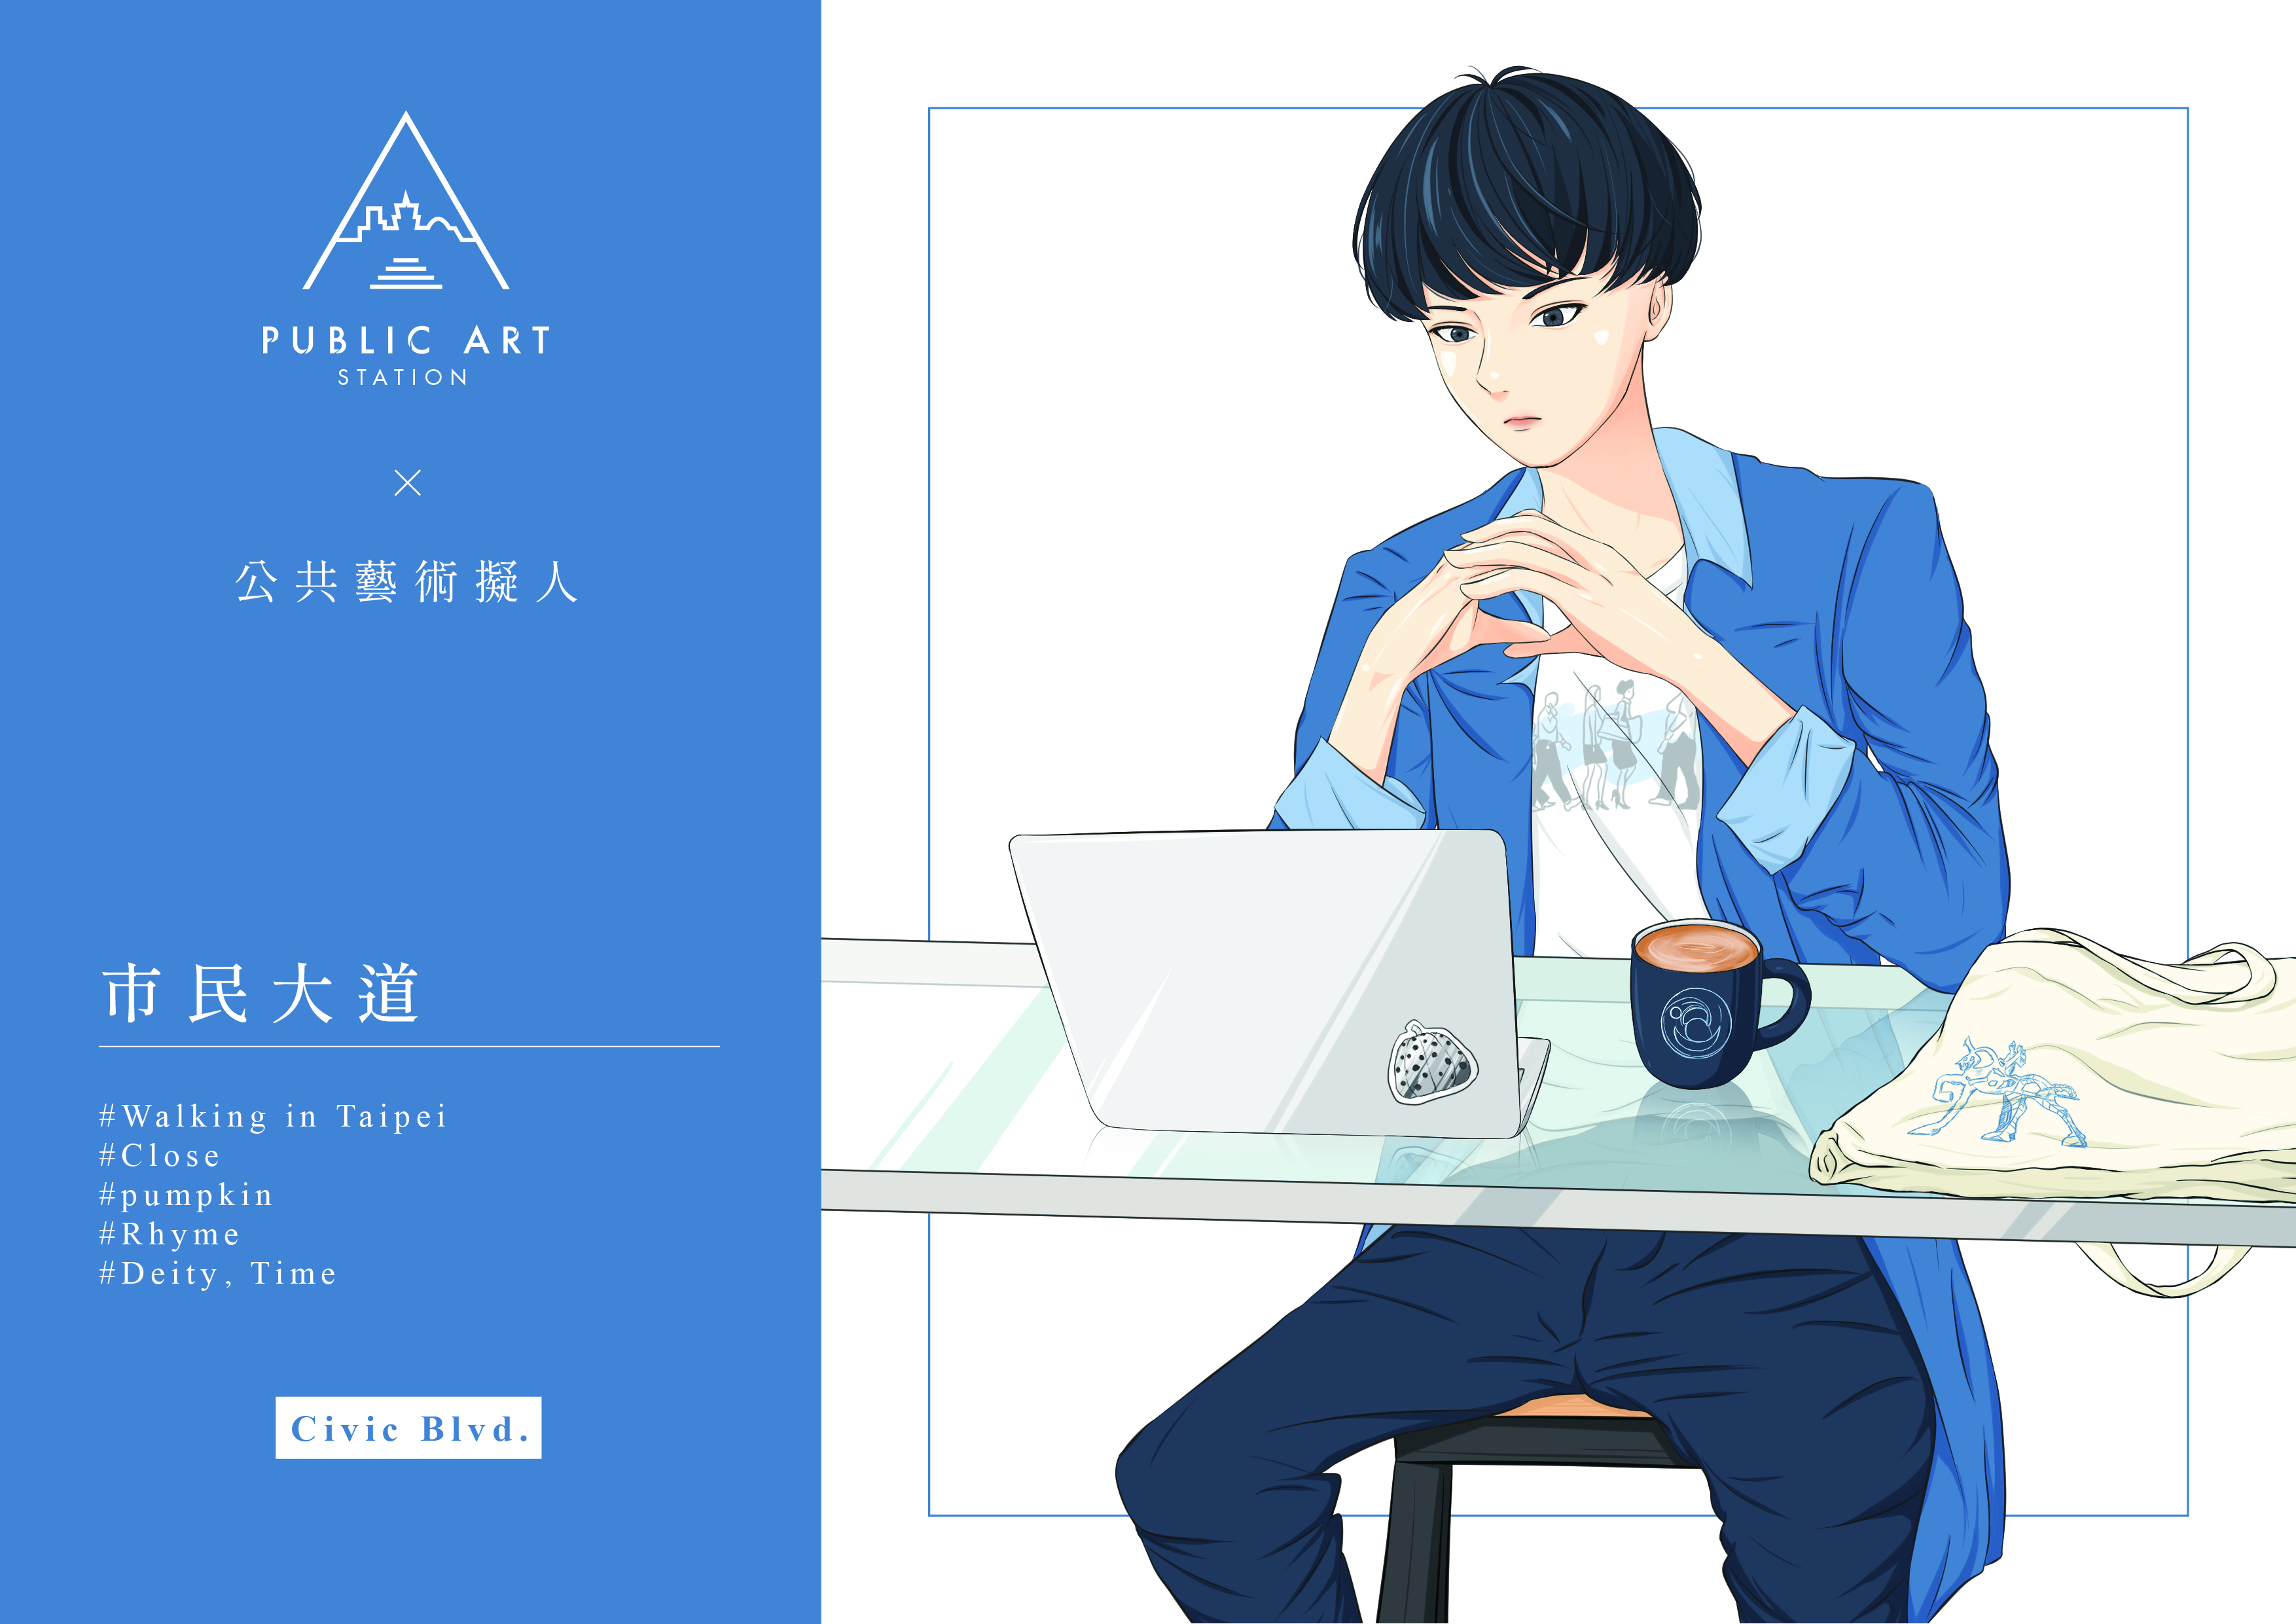 PUBLIC ART
STATION
×
公共藝術擬人
市民大道
#Walking in Taipei
#Close
#pumpkin
#Rhyme
#Deity, Time
Civic Blvd.